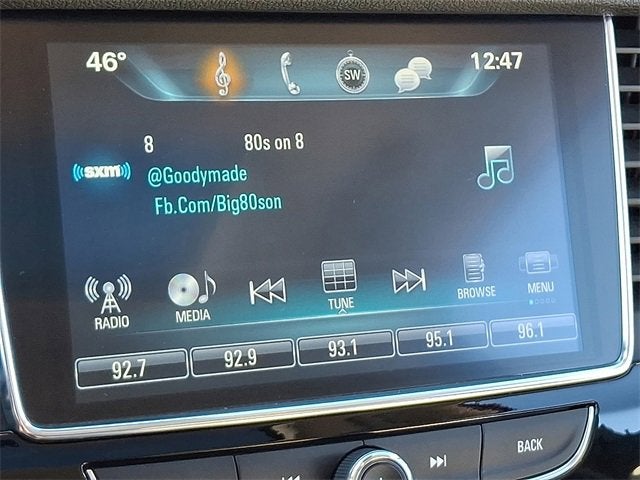 46° SW 12:47
8 80s on 8
sxm @Goodymade
Fb.Com/Big80son
RADIO MEDIA TUNE BROWSE MENU
92.7 92.9 93.1 95.1 96.1
BACK